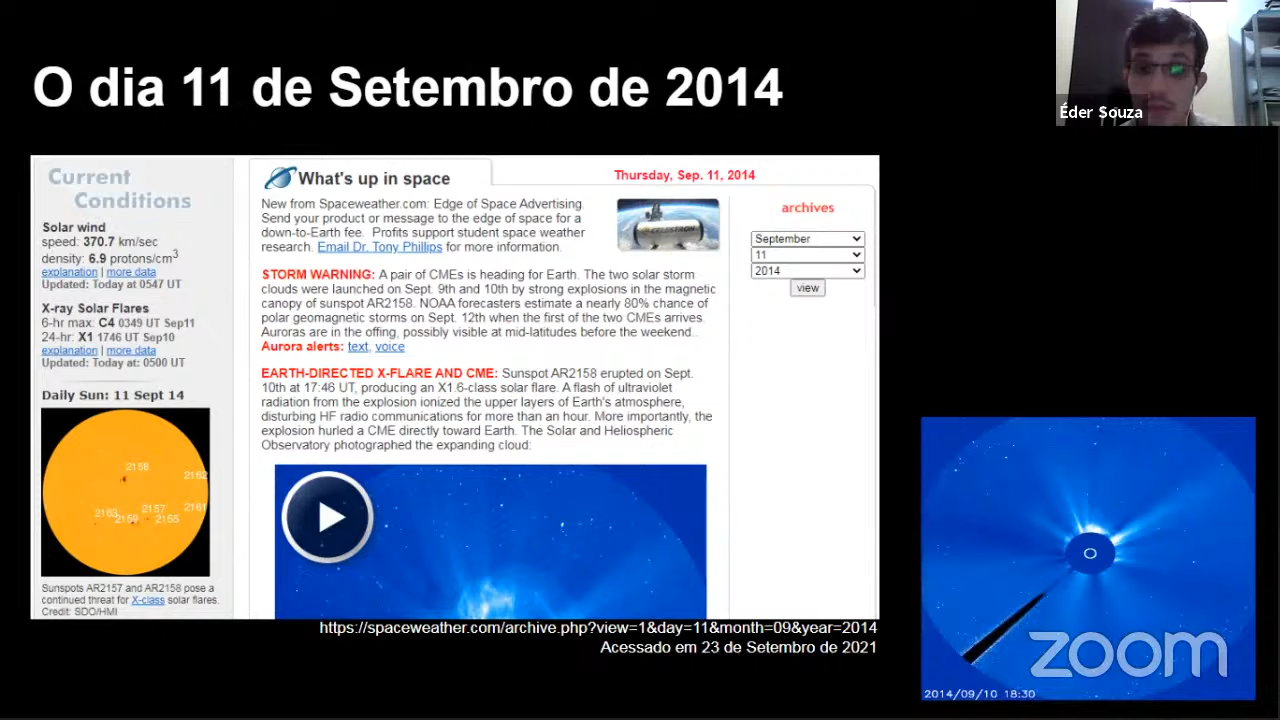 O dia 11 de Setembro de 2014
Éder Souza
Current
Conditions
Solar wind
speed: 370.7 km/sec
density: 6.9 protons/cm3
explanation | more data
Updated: Today at 0547 UT
X-ray Solar Flares
6-hr max: C4 0349 UT Sep11
24-hr: X1 1746 UT Sep10
explanation | more data
Updated: Today at: 0500 UT
Daily Sun: 11 Sept 14
2158
2162
2163
2157
2161
2155
Sunspots AR2157 and AR2158 pose a
continued threat for X-class solar flares.
Credit: SDO/HMI
What's up in space
Thursday, Sep. 11, 2014
New from Spaceweather.com: Edge of Space Advertising.
Send your product or message to the edge of space for a
down-to-Earth fee. Profits support student space weather
research. Email Dr. Tony Phillips for more information.
CELESTRON
STORM WARNING: A pair of CMEs is heading for Earth. The two solar storm
clouds were launched on Sept. 9th and 10th by strong explosions in the magnetic
canopy of sunspot AR2158. NOAA forecasters estimate a nearly 80% chance of
polar geomagnetic storms on Sept. 12th when the first of the two CMEs arrives.
Auroras are in the offing, possibly visible at mid-latitudes before the weekend..
Aurora alerts: text, voice
EARTH-DIRECTED X-FLARE AND CME: Sunspot AR2158 erupted on Sept.
10th at 17:46 UT, producing an X1.6-class solar flare. A flash of ultraviolet
radiation from the explosion ionized the upper layers of Earth's atmosphere,
disturbing HF radio communications for more than an hour. More importantly, the
explosion hurled a CME directly toward Earth. The Solar and Heliospheric
Observatory photographed the expanding cloud:
archives
September
11
2014
view
https://spaceweather.com/archive.php?view=1&day=11&month=09&year=2014
Acessado em 23 de Setembro de 2021
zoom
2014/09/10 18:30